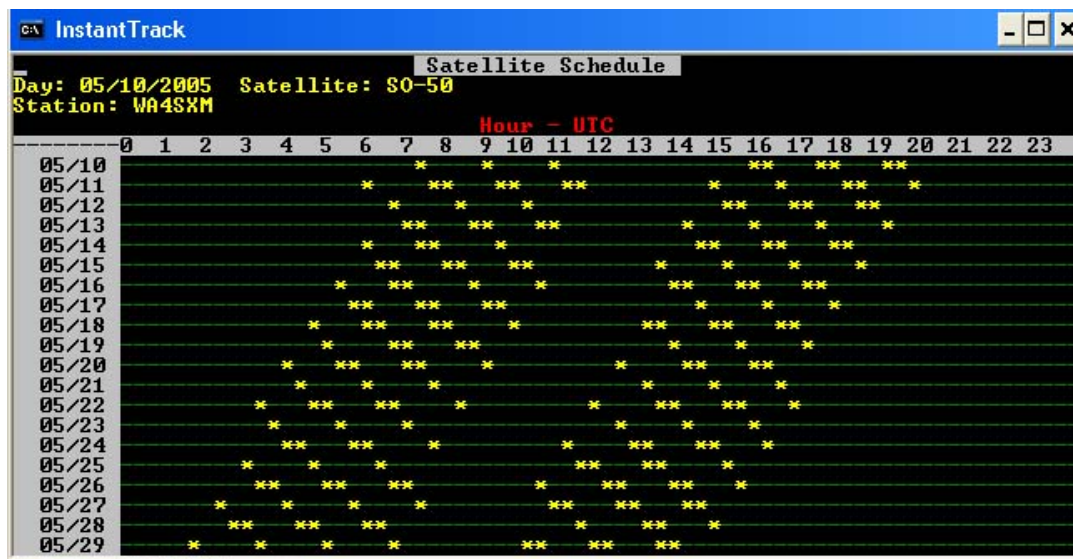 InstantTrack
Satellite Schedule
Day: 05/10/2005 Satellite: SO-50
Station: WA4SXM
Hour - UTC
--------0 1 2 3 4 5 6 7 8 9 10 11 12 13 14 15 16 17 18 19 20 21 22 23
05/10 * * * ** ** **
05/11 * ** ** ** * * ** *
05/12 * * * ** ** **
05/13 ** ** ** * * * *
05/14 * ** * ** ** **
05/15 ** ** ** * * * *
05/16 * ** * * ** ** **
05/17 ** ** ** * * *
05/18 * ** ** * ** ** **
05/19 * ** ** * * *
05/20 * ** ** * * ** **
05/21 * * * * * *
05/22 * ** ** * * ** ** *
05/23 * * * * * *
05/24 ** ** * * ** ** *
05/25 * * * ** ** *
05/26 ** ** ** * ** ** *
05/27 * * * * ** ** **
05/28 ** ** ** * ** *
05/29 * * * * ** ** **